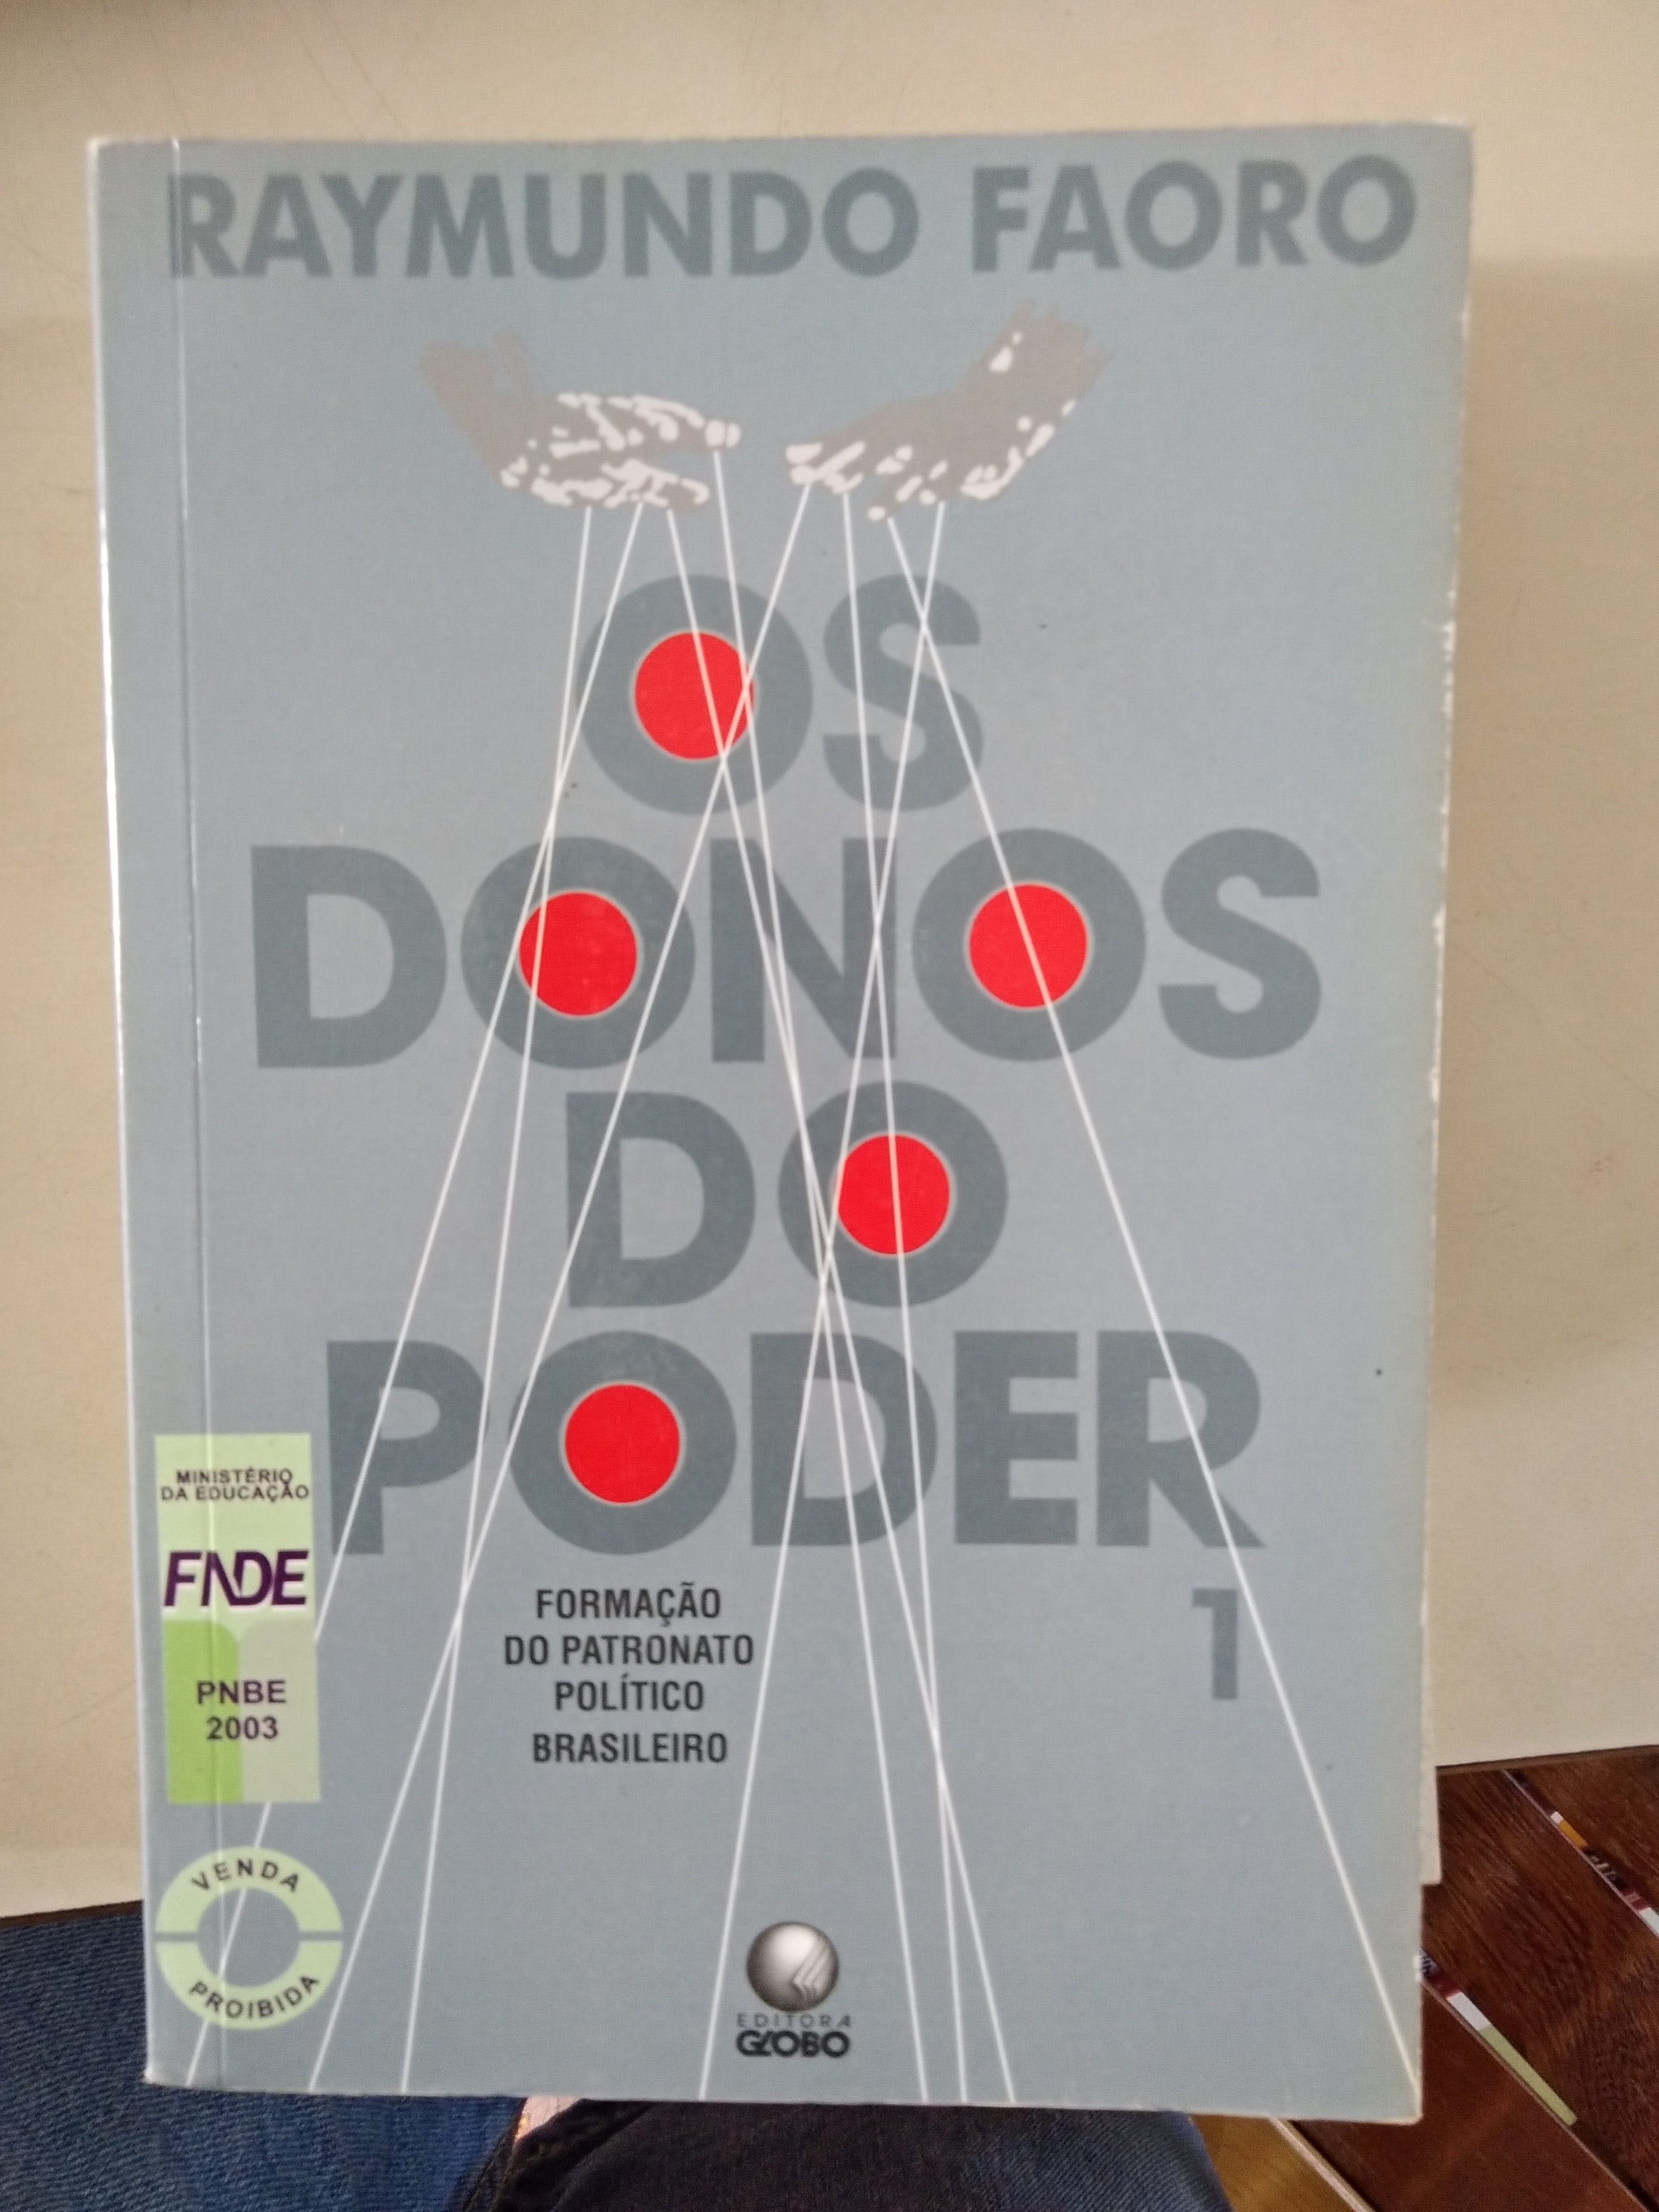 RAYMUNDO FAORO
OS
DONOS
DO
PODER
1
FORMAÇÃO
DO PATRONATO
POLÍTICO
BRASILEIRO
MINISTÉRIO
DA EDUCAÇÃO
FNDE
PNBE
2003
VENDA
PROIBIDA
EDITORA
GLOBO